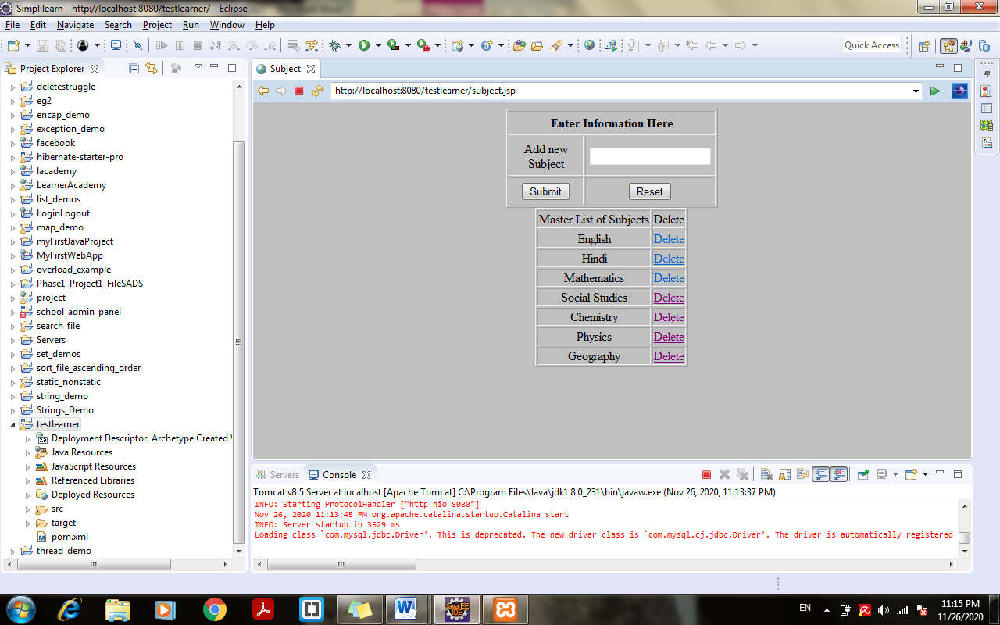 Simplilearn - http://localhost:8080/testlearner/ - Eclipse
File Edit Navigate Search Project Run Window Help
Quick Access
Project Explorer
deletestruggle
eg2
encap_demo
exception_demo
facebook
hibernate-starter-pro
lacademy
LearnerAcademy
list_demos
LoginLogout
map_demo
myFirstJavaProject
MyFirstWebApp
overload_example
Phase1_Project1_FileSADS
project
school_admin_panel
search_file
Servers
set_demos
sort_file_ascending_order
static_nonstatic
string_demo
Strings_Demo
testlearner
Deployment Descriptor: Archetype Created
Java Resources
JavaScript Resources
Referenced Libraries
Deployed Resources
src
target
pom.xml
thread_demo
Subject
http://localhost:8080/testlearner/subject.jsp
Enter Information Here
Add new
Subject
Submit Reset
Master List of Subjects Delete
English Delete
Hindi Delete
Mathematics Delete
Social Studies Delete
Chemistry Delete
Physics Delete
Geography Delete
Servers Console
Tomcat v8.5 Server at localhost [Apache Tomcat] C:\Program Files\Java\jdk1.8.0_231\bin\javaw.exe (Nov 26, 2020, 11:13:37 PM)
INFO: Starting ProtocolHandler ["http-nio-8080"]
Nov 26, 2020 11:13:45 PM org.apache.catalina.startup.Catalina start
INFO: Server startup in 3629 ms
Loading class `com.mysql.jdbc.Driver'. This is deprecated. The new driver class is `com.mysql.cj.jdbc.Driver'. The driver is automatically registered
Java EE
IDE
EN
11:15 PM
11/26/2020